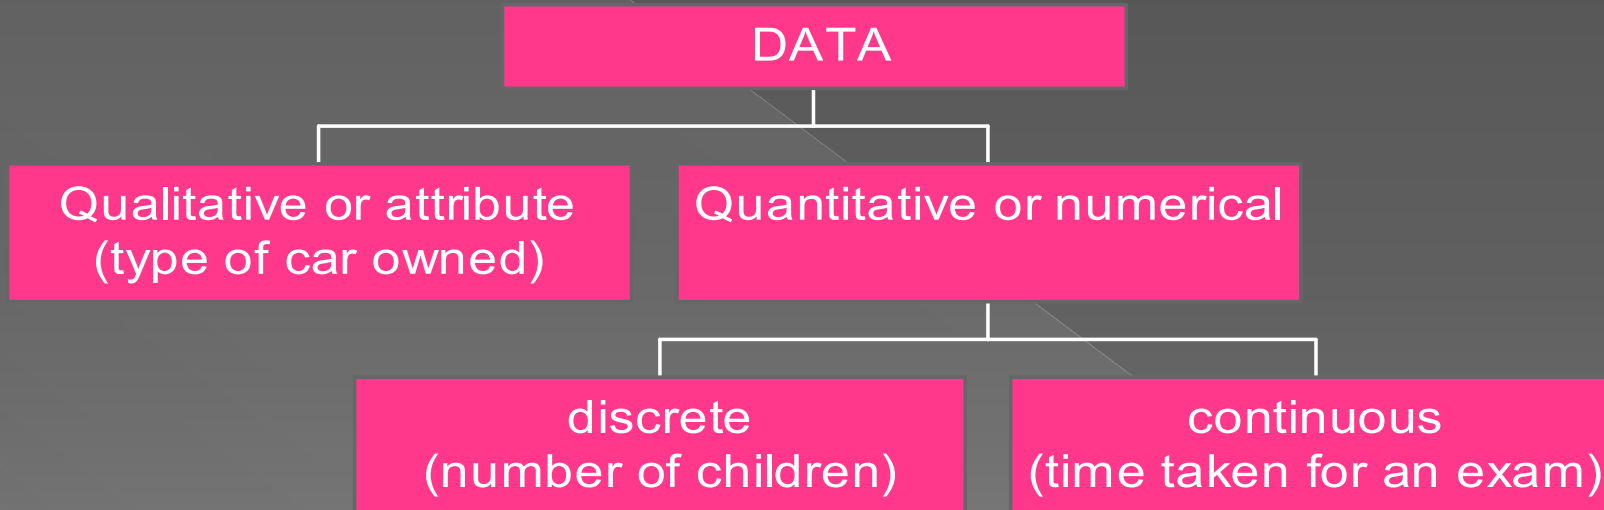 DATA
Qualitative or attribute
(type of car owned)
Quantitative or numerical
discrete
(number of children)
continuous
(time taken for an exam)